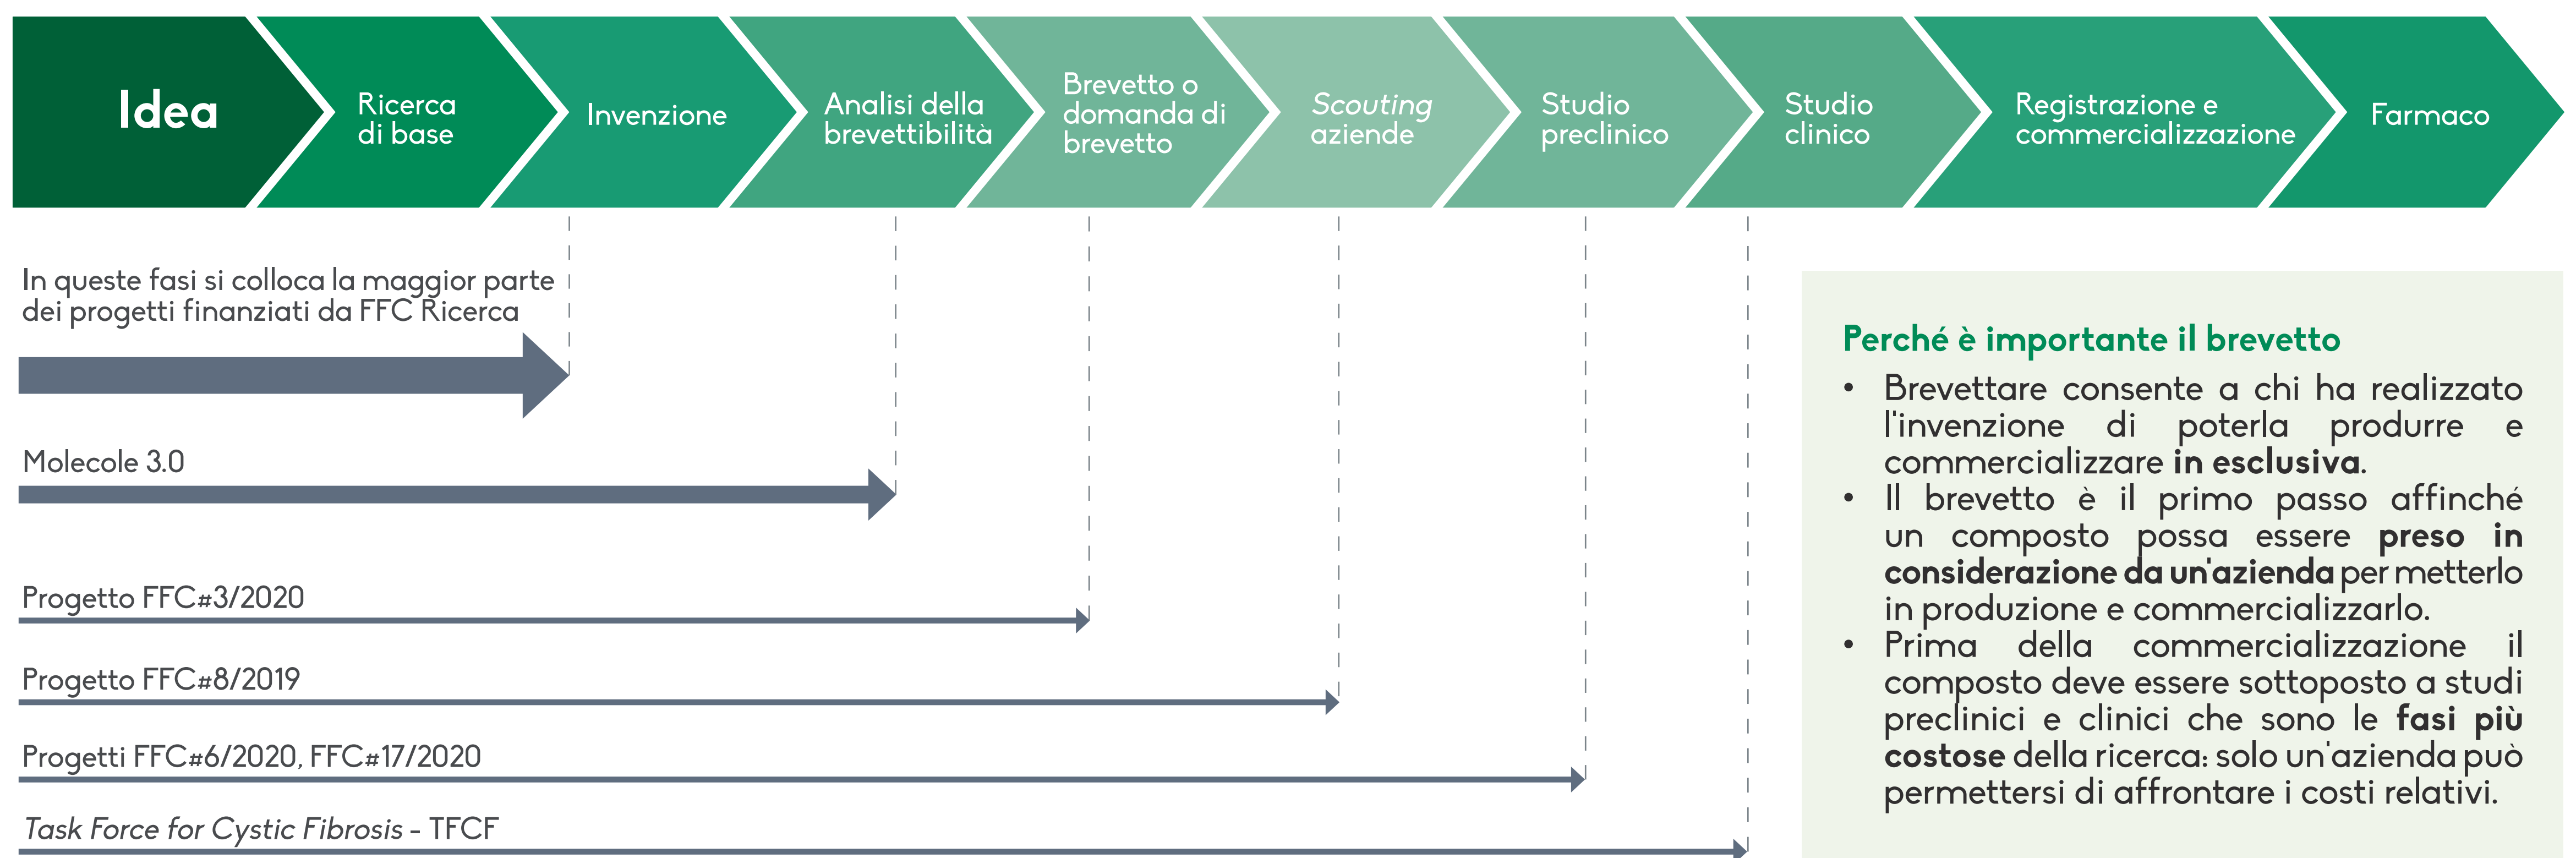 Idea
Ricerca
di base
Invenzione
Analisi della
brevettibilità
Brevetto o
domanda di
brevetto
Scouting
aziende
Studio
preclinico
Studio
clinico
Registrazione e
commercializzazione
Farmaco
In queste fasi si colloca la maggior parte
dei progetti finanziati da FFC Ricerca
Molecole 3.0
Progetto FFC#3/2020
Progetto FFC#8/2019
Progetti FFC#6/2020, FFC#17/2020
Task Force for Cystic Fibrosis - TFCF
Perché è importante il brevetto
• Brevettare consente a chi ha realizzato
l'invenzione di poterla produrre e
commercializzare in esclusiva.
• Il brevetto è il primo passo affinché
un composto possa essere preso in
considerazione da un'azienda per metterlo
in produzione e commercializzarlo.
• Prima della commercializzazione il
composto deve essere sottoposto a studi
preclinici e clinici che sono le fasi più
costose della ricerca: solo un'azienda può
permettersi di affrontare i costi relativi.